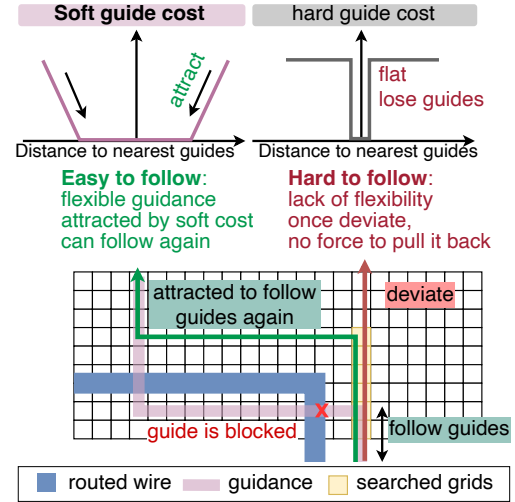 Soft guide cost
hard guide cost
attract
flat
lose guides
Distance to nearest guides
Distance to nearest guides
Easy to follow:
flexible guidance
attracted by soft cost
can follow again
Hard to follow:
lack of flexibility
once deviate,
no force to pull it back
attracted to follow
guides again
deviate
x
guide is blocked
follow guides
routed wire
guidance
searched grids